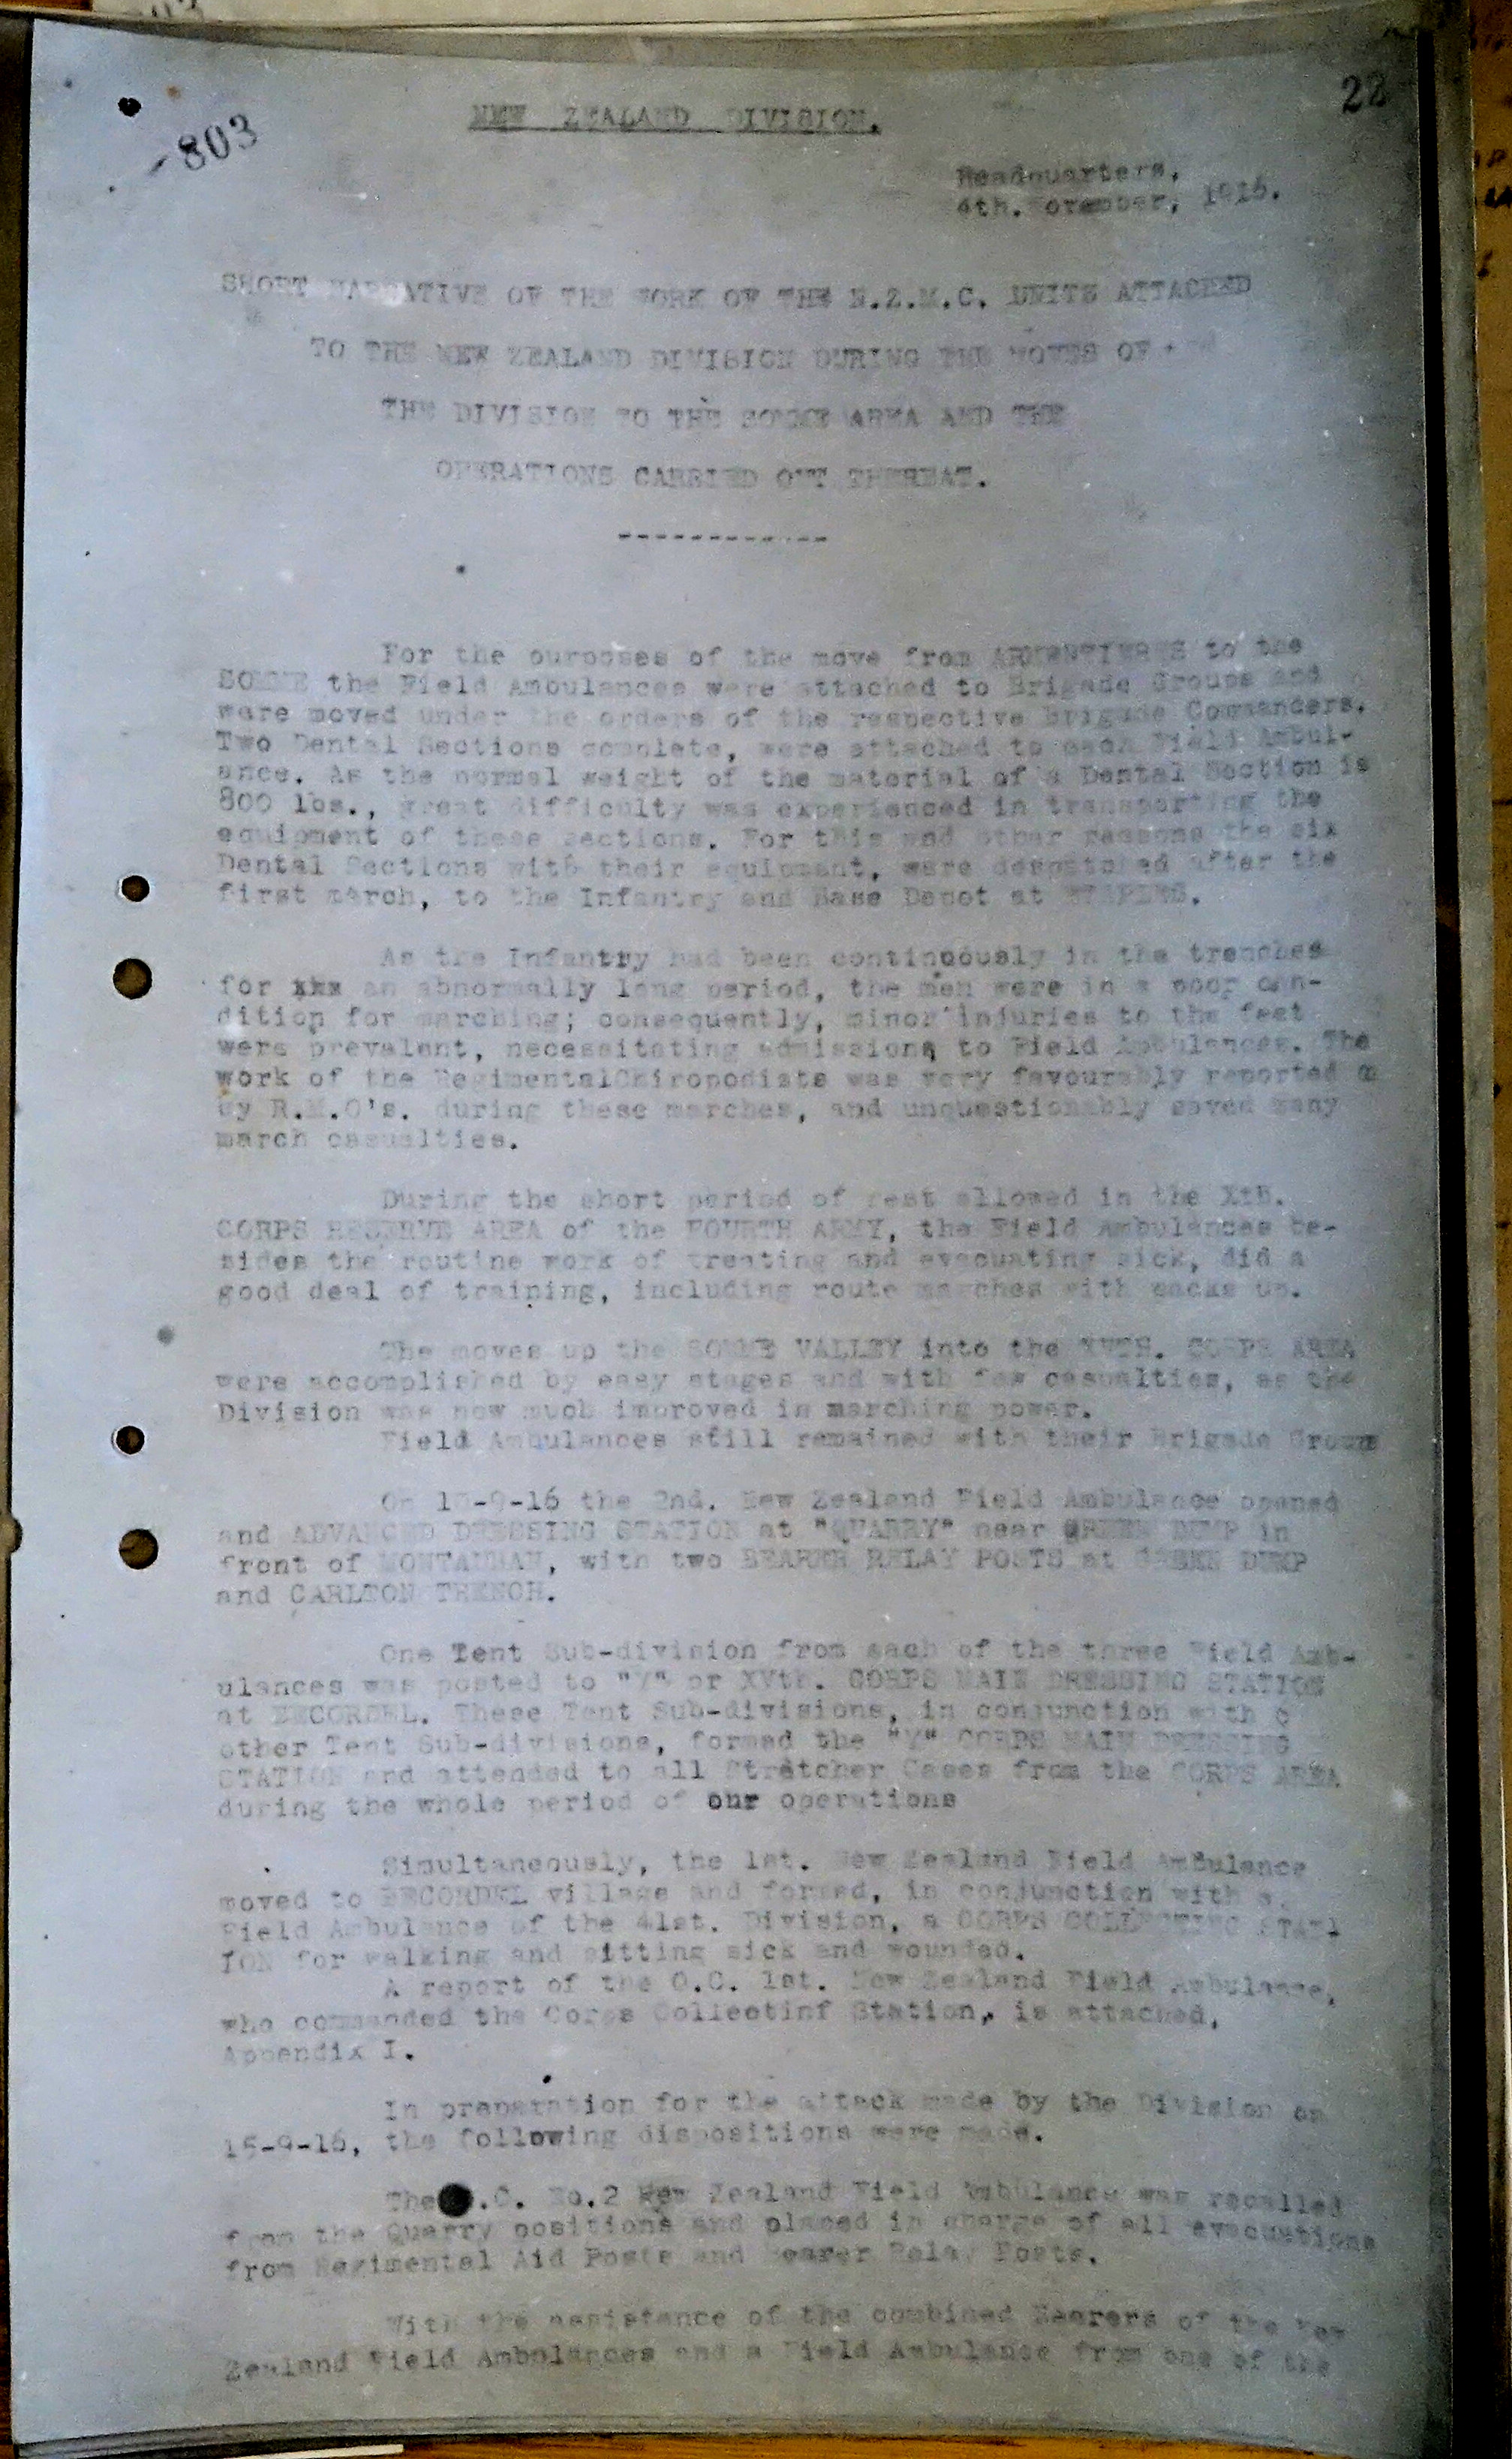 22
-803
NEW ZEALAND DIVISION.
Headquarters,
4th. November, 1916.
SHORT NARRATIVE OF THE WORK OF THE N.Z.M.C. UNITS ATTACHED
TO THE NEW ZEALAND DIVISION DURING THE MOVES OF
THE DIVISION TO THE SOMME AREA AND THE
OPERATIONS CARRIED OUT THEREAT.
------------
For the purposes of the move from ARMENTIERES to the
SOMME the Field Ambulances were attached to Brigade Groups and
were moved under the orders of the respective Brigade Commanders.
Two Dental Sections complete, were attached to each Field Ambul-
ance. As the normal weight of the material of a Dental Section is
800 lbs., great difficulty was experienced in transporting the
equipment of these sections. For this and other reasons the six
Dental Sections with their equipment, were despatched after the
first march, to the Infantry and Base Depot at ETAPLES.
As the Infantry had been continuously in the trenches
for xxx an abnormally long period, the men were in a poor con-
dition for marching; consequently, minor injuries to the feet
were prevalent, necessitating admissions to Field Ambulances. The
work of the RegimentalChiropodists was very favourably reported
by R.M.O's. during these marches, and unquestionably saved many
march casualties.
During the short period of rest allowed in the Xth.
CORPS RESERVE AREA of the FOURTH ARMY, the Field Ambulances be-
sides the routine work of treating and evacuating sick, did a
good deal of training, including route marches with packs up.
The moves up the SOMME VALLEY into the XVTH. CORPS AREA
were accomplished by easy stages and with few casualties, as the
Division was now much improved in marching power.
Field Ambulances still remained with their Brigade Groups
On -9-16 the 2nd. New Zealand Field Ambulance opened
and ADVANCED DRESSING STATION at "QUARRY" near GREEN DUMP in
front of MONTAUBAN, with two BEARER RELAY POSTS at GREEN DUMP
and CARLTON TRENCH.
One Tent Sub-division from each of the three Field Amb-
ulances was posted to "Y" or XVth. CORPS MAIN DRESSING STATION
at BECORDEL. These Tent Sub-divisions, in conjunction with
other Tent Sub-divisions, formed the "Y" CORPS MAIN DRESSING
STATION and attended to all Stretcher Cases from the CORPS AREA
during the whole period of our operations
Simultaneously, the 1st. New Zealand Field Ambulance
moved to BECORDEL village and formed, in conjunction with a
Field Ambulance of the 41st. Division, a CORPS COLLECTING STAT-
ION for walking and sitting sick and wounded.
A report of the O.C. 1st. New Zealand Field Ambulance,
who commanded the Corps Collectinf Station, is attached,
Appendix I.
In preparation for the attack made by the Division on
15-9-16, the following dispositions were made.
The .C. No.2 New Zealand Field Ambulance was recalled
from the Quarry positions and placed in charge of all evacuations
from Regimental Aid Posts and Bearer Relay Posts.
With the assistance of the combined Bearers of the New
Zealand Field Ambulances and a Field Ambulance from one of the